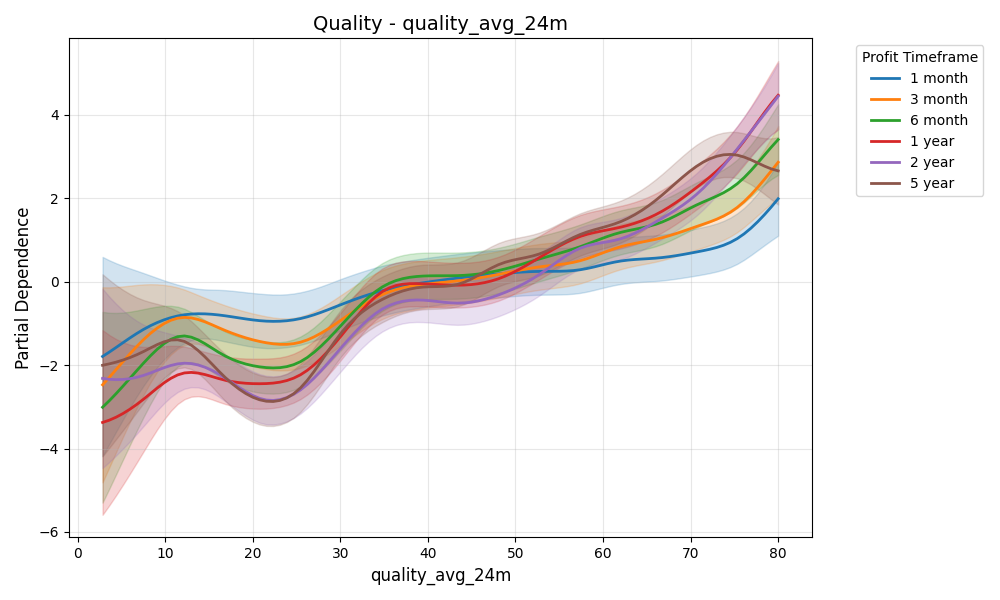 Quality - quality_avg_24m
Profit Timeframe
1 month
3 month
6 month
1 year
2 year
5 year
Partial Dependence
4
2
0
−2
−4
−6
0 10 20 30 40 50 60 70 80
quality_avg_24m